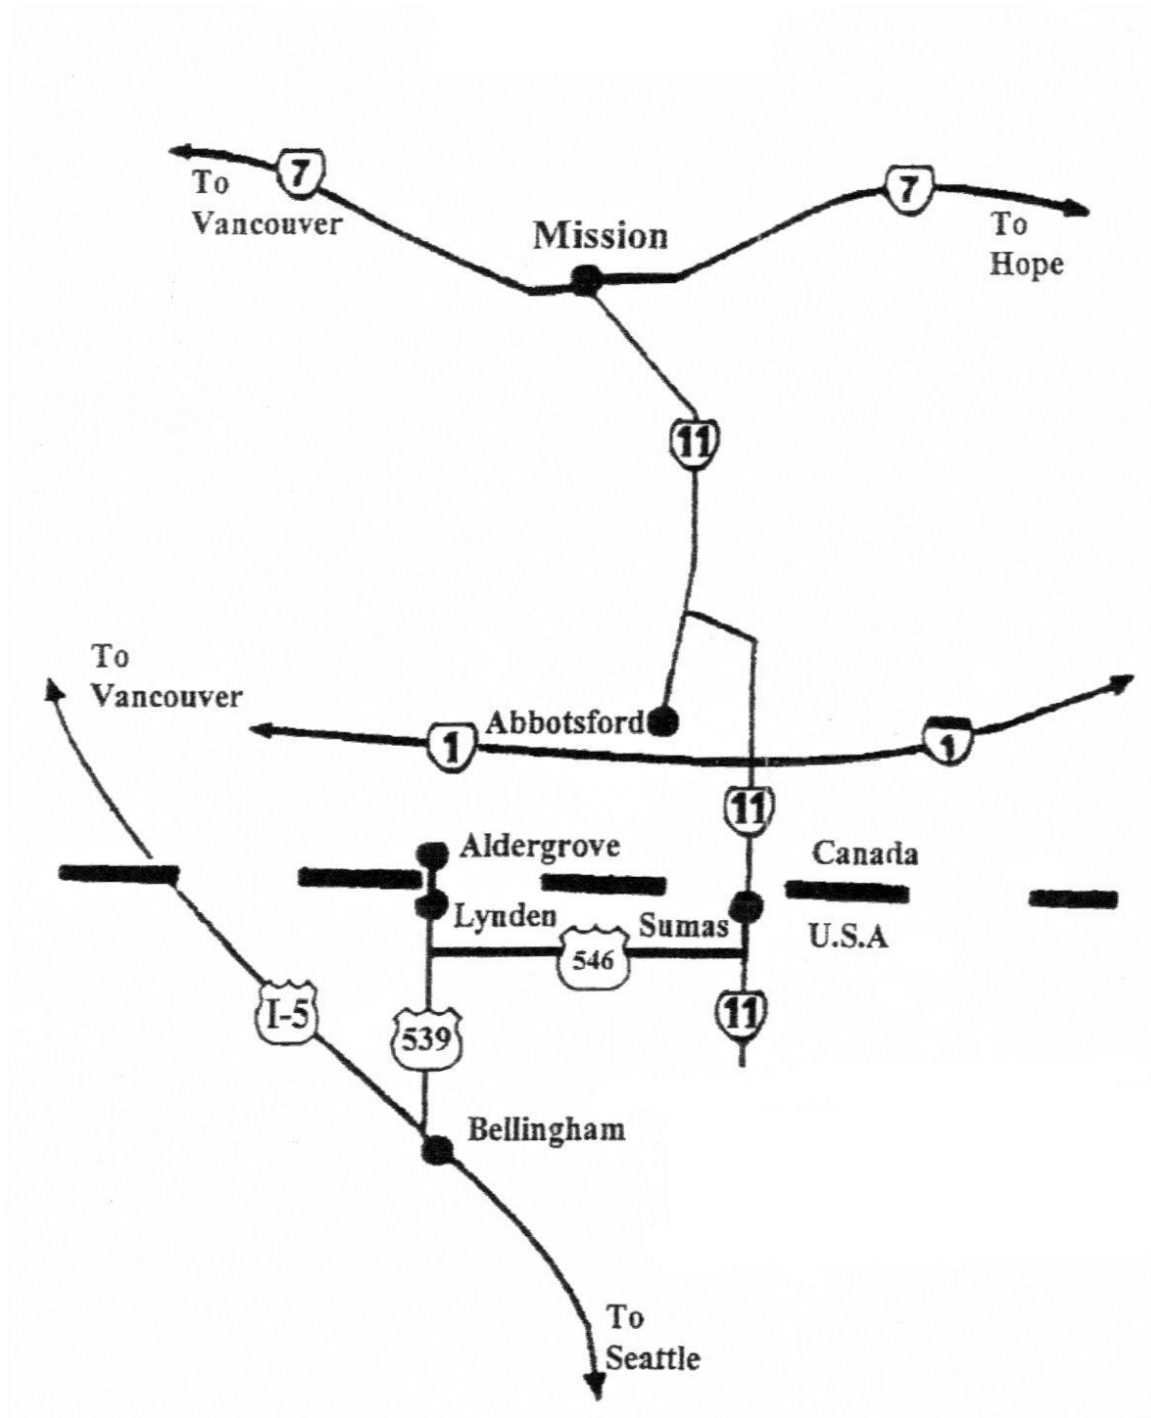 7
To
Vancouver
7
To
Hope
Mission
11
To
Vancouver
Abbotsford
1
1
11
Aldergrove
Canada
Lynden
Sumas
U.S.A
546
I-5
539
11
Bellingham
To
Seattle